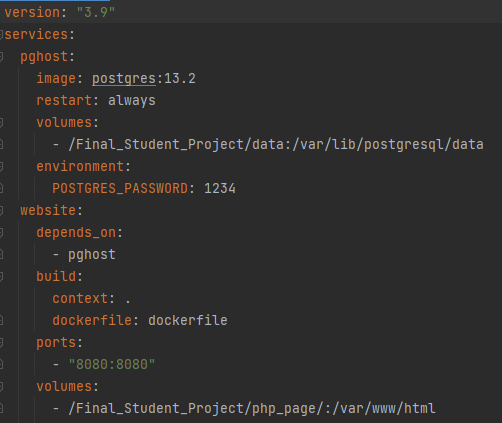 version: "3.9"
services:
  pghost:
    image: postgres:13.2
    restart: always
    volumes:
      - /Final_Student_Project/data:/var/lib/postgresql/data
    environment:
      POSTGRES_PASSWORD: 1234
  website:
    depends_on:
      - pghost
    build:
      context: .
      dockerfile: dockerfile
    ports:
      - "8080:8080"
    volumes:
      - /Final_Student_Project/php_page/:/var/www/html